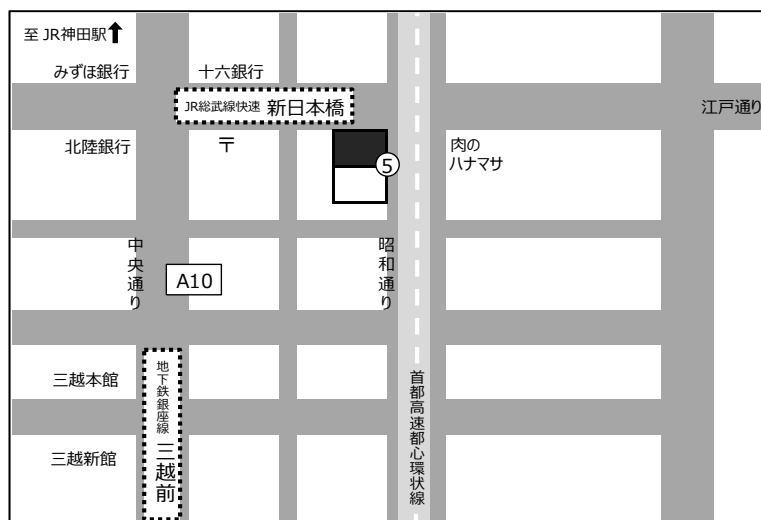 至 JR神田駅
みずほ銀行
十六銀行
JR総武線快速 新日本橋
江戸通り
北陸銀行
〒
⑤
肉の
ハナマサ
中央通り
A10
昭和通り
三越本館
地下鉄銀座線 三越前
首都高速都心環状線
三越新館